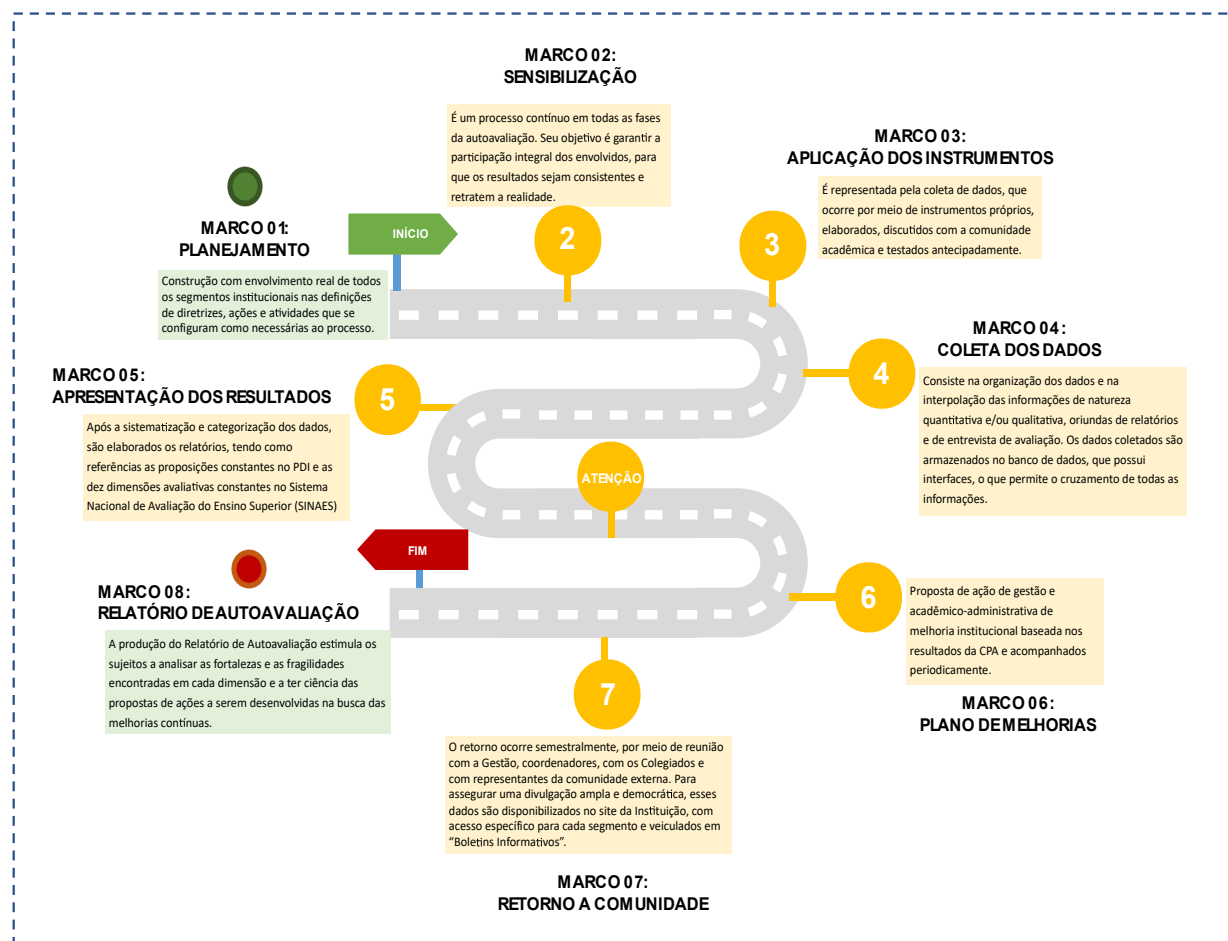 MARCO 01:
PLANEJAMENTO
Construção com envolvimento real de todos
os segmentos institucionais nas definições
de diretrizes, ações e atividades que se
configuram como necessárias ao processo.
INÍCIO
MARCO 02:
SENSIBILIZAÇÃO
É um processo contínuo em todas as fases
da autoavaliação. Seu objetivo é garantir a
participação integral dos envolvidos, para
que os resultados sejam consistentes e
retratem a realidade.
2
MARCO 03:
APLICAÇÃO DOS INSTRUMENTOS
É representada pela coleta de dados, que
ocorre por meio de instrumentos próprios,
elaborados, discutidos com a comunidade
acadêmica e testados antecipadamente.
3
MARCO 04:
COLETA DOS DADOS
Consiste na organização dos dados e na
interpolação das informações de natureza
quantitativa e/ou qualitativa, oriundas de relatórios
e de entrevista de avaliação. Os dados coletados são
armazenados no banco de dados, que possui
interfaces, o que permite o cruzamento de todas as
informações.
4
MARCO 05:
APRESENTAÇÃO DOS RESULTADOS
Após a sistematização e categorização dos dados,
são elaborados os relatórios, tendo como
referências as proposições constantes no PDI e as
dez dimensões avaliativas constantes no Sistema
Nacional de Avaliação do Ensino Superior (SINAES)
5
ATENÇÃO
6
Proposta de ação de gestão e
acadêmico-administrativa de
melhoria institucional baseada nos
resultados da CPA e acompanhados
periodicamente.
MARCO 06:
PLANO DE MELHORIAS
7
O retorno ocorre semestralmente, por meio de reunião
com a Gestão, coordenadores, com os Colegiados e
com representantes da comunidade externa. Para
assegurar uma divulgação ampla e democrática, esses
dados são disponibilizados no site da Instituição, com
acesso específico para cada segmento e veiculados em
“Boletins Informativos”.
MARCO 07:
RETORNO A COMUNIDADE
FIM
MARCO 08:
RELATÓRIO DE AUTOAVALIAÇÃO
A produção do Relatório de Autoavaliação estimula os
sujeitos a analisar as fortalezas e as fragilidades
encontradas em cada dimensão e a ter ciência das
propostas de ações a serem desenvolvidas na busca das
melhorias contínuas.